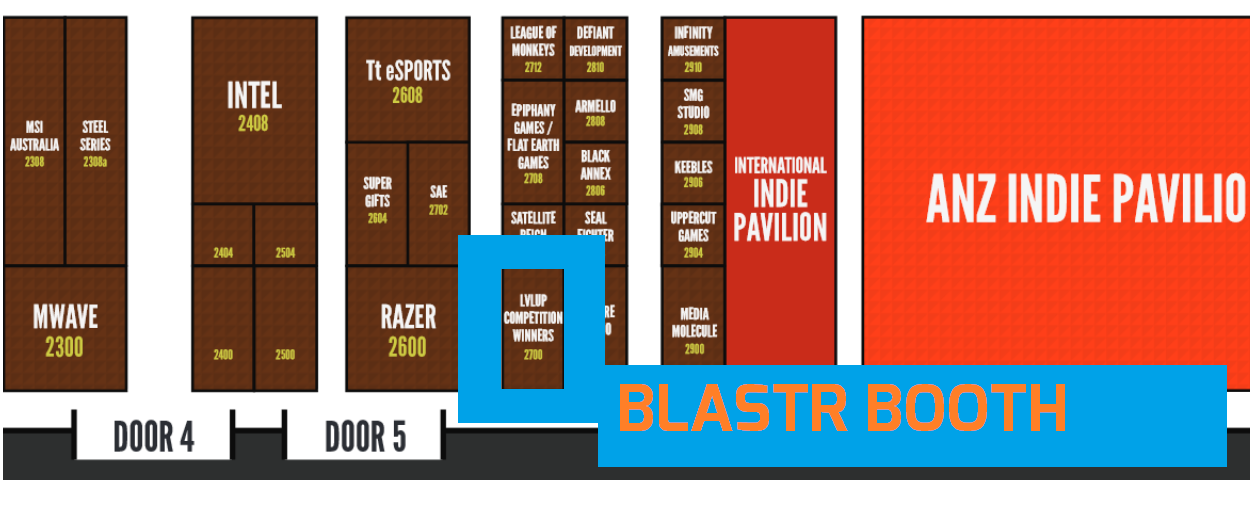 MSI
AUSTRALIA
2308
STEEL
SERIES
2308a
MWAVE
2300
INTEL
2408
2404
2504
2400
2500
Tt eSPORTS
2608
SUPER
GIFTS
2604
SAE
2702
RAZER
2600
LEAGUE OF
MONKEYS
2712
DEFIANT
DEVELOPMENT
2810
EPIPHANY
GAMES /
FLAT EARTH
GAMES
2708
ARMELLO
2808
BLACK
ANNEX
2806
SATELLITE
REIGN
SEAL
FIGHTER
LVLUP
COMPETITION
WINNERS
2700
RE
O
INFINITY
AMUSEMENTS
2910
SMG
STUDIO
2908
KEEBLES
2906
UPPERCUT
GAMES
2904
MEDIA
MOLECULE
2900
INTERNATIONAL
INDIE
PAVILION
ANZ INDIE PAVILIO
BLASTR BOOTH
DOOR 4
DOOR 5